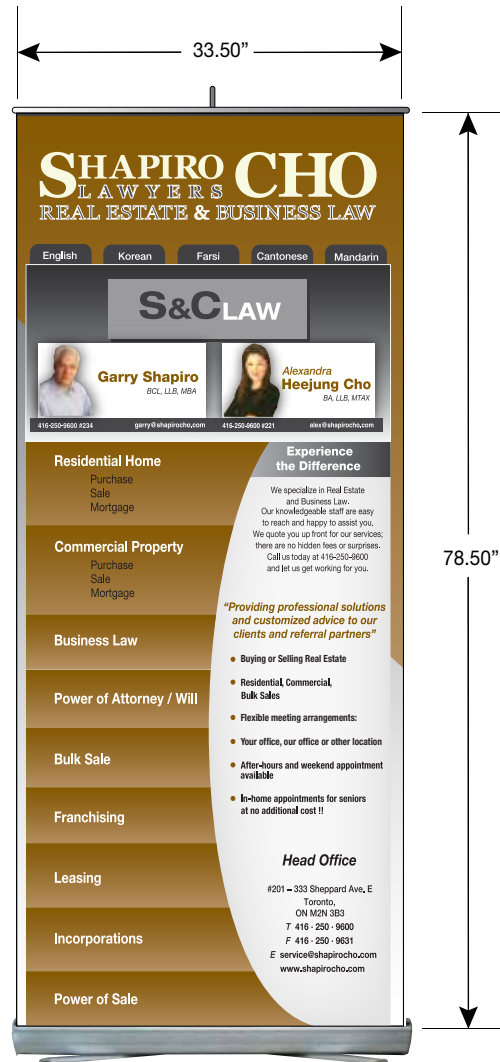 33.50”
SHAPIRO CHO
LAWYERS
REAL ESTATE & BUSINESS LAW
English Korean Farsi Cantonese Mandarin
S&CLAW
Garry Shapiro
BCL, LLB, MBA
416-250-9600 #234 garry@shapirocho.com
Alexandra
Heejung Cho
BA, LLB, MTAX
416-250-9600 #221 alex@shapirocho.com
Residential Home
Purchase
Sale
Mortgage
Commercial Property
Purchase
Sale
Mortgage
Business Law
Power of Attorney / Will
Bulk Sale
Franchising
Leasing
Incorporations
Power of Sale
Experience
the Difference
We specialize in Real Estate
and Business Law.
Our knowledgeable staff are easy
to reach and happy to assist you.
We quote you up front for our services;
there are no hidden fees or surprises.
Call us today at 416-250-9600
and let us get working for you.
“Providing professional solutions
and customized advice to our
clients and referral partners”
• Buying or Selling Real Estate
• Residential, Commercial,
Bulk Sales
• Flexible meeting arrangements:
• Your office, our office or other location
• After-hours and weekend appointment
available
• In-home appointments for seniors
at no additional cost !!
Head Office
#201 – 333 Sheppard Ave. E
Toronto,
ON M2N 3B3
T 416 - 250 - 9600
F 416 - 250 - 9631
E service@shapirocho.com
www.shapirocho.com
78.50”